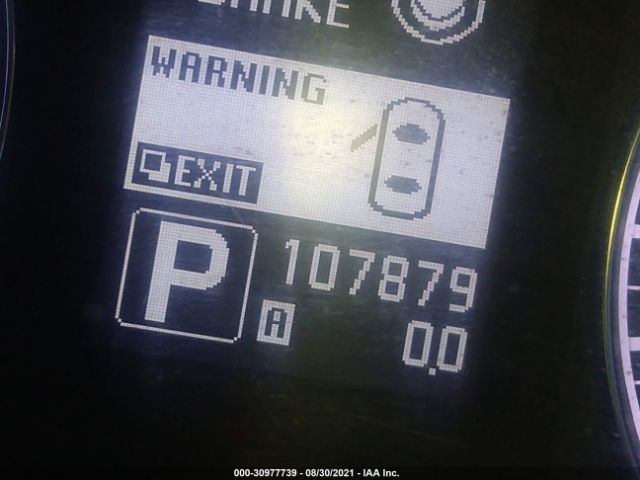 WARNING
EXIT
P
107879
A 0.0
000-30977739 - 08/30/2021 - IAA Inc.